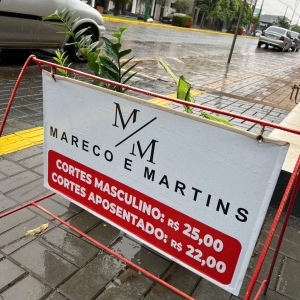 M/M
MARECO E MARTINS
CORTES MASCULINO: R$ 25,00
CORTES APOSENTADO: R$ 22,00